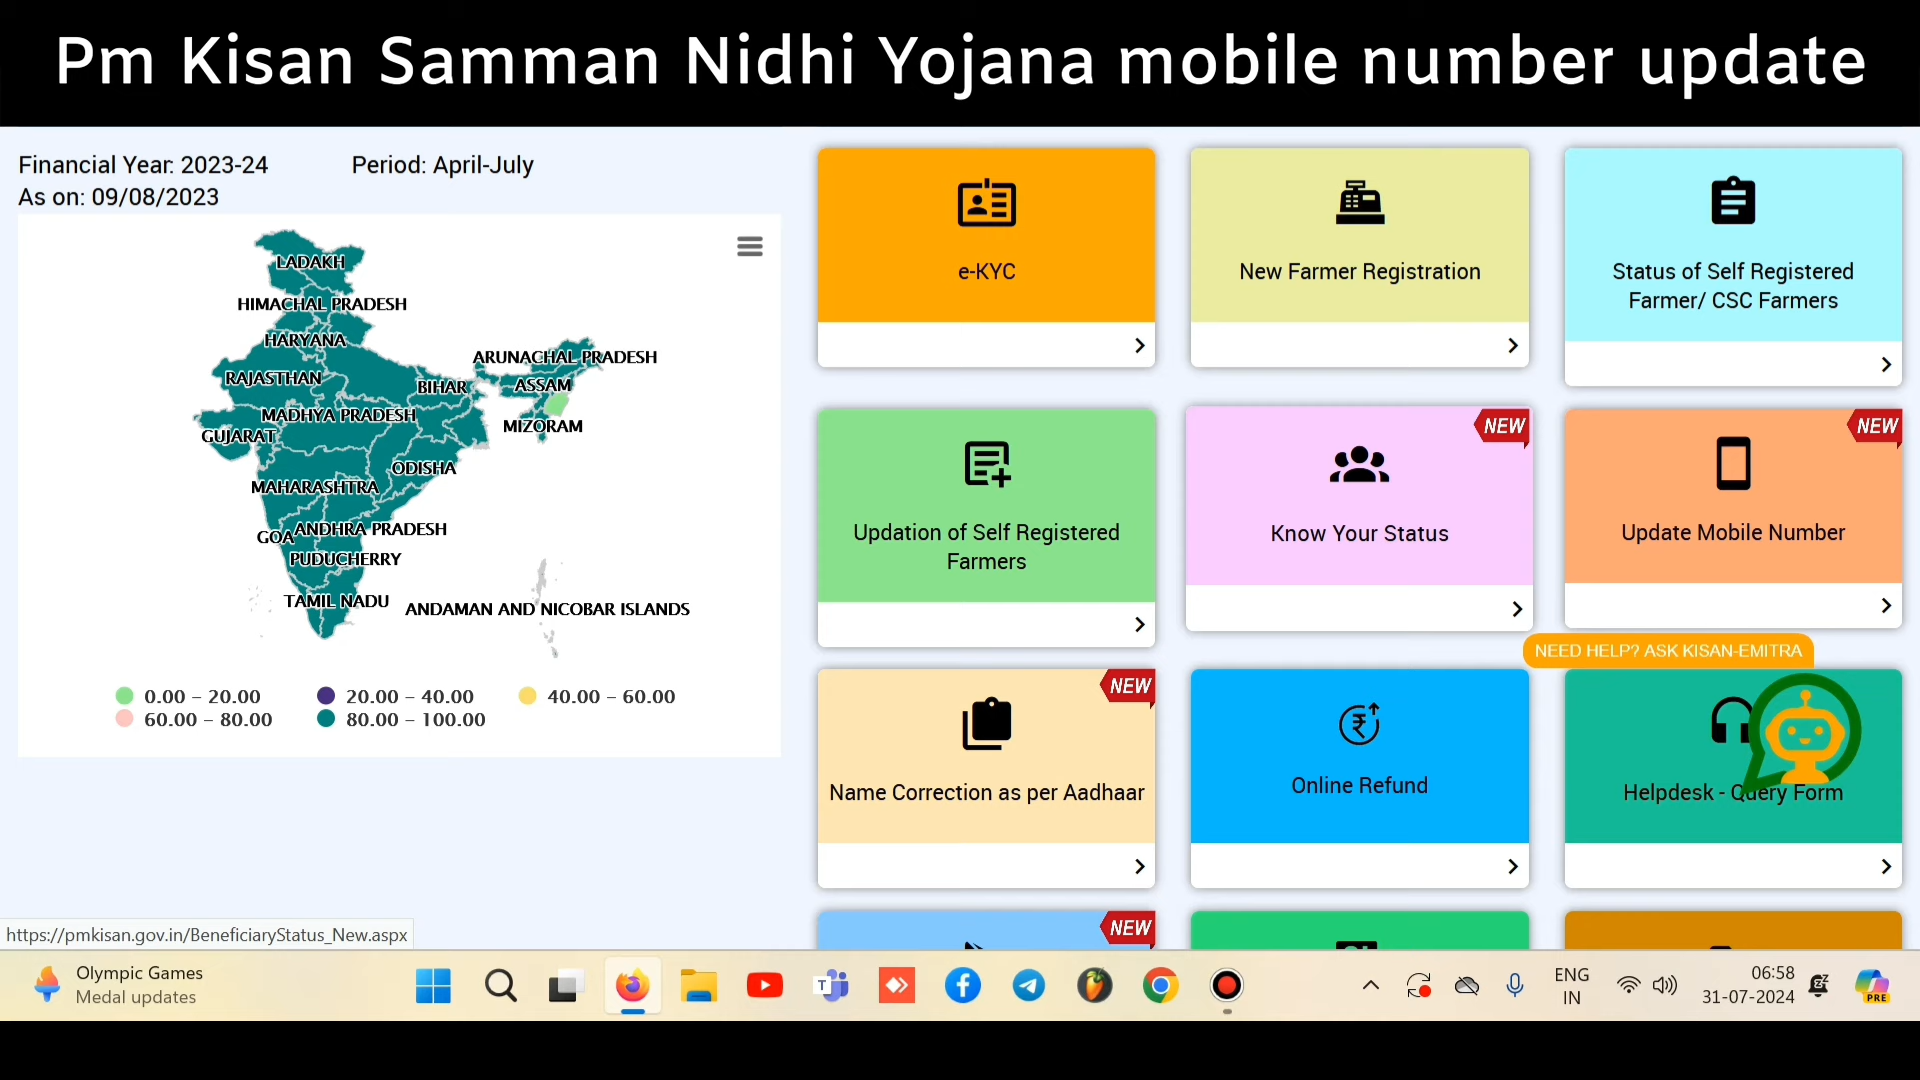 Pm Kisan Samman Nidhi Yojana mobile number update
Financial Year: 2023-24 Period: April-July
As on: 09/08/2023
LADAKH
HIMACHAL PRADESH
HARYANA
ARUNACHAL PRADESH
RAJASTHAN
BIHAR
ASSAM
MADHYA PRADESH
GUJARAT
MIZORAM
ODISHA
MAHARASHTRA
GOA
ANDHRA PRADESH
PUDUCHERRY
TAMIL NADU
ANDAMAN AND NICOBAR ISLANDS
0.00 – 20.00
20.00 – 40.00
40.00 – 60.00
60.00 – 80.00
80.00 – 100.00
e-KYC
New Farmer Registration
Status of Self Registered
Farmer/ CSC Farmers
Updation of Self Registered
Farmers
NEW
Know Your Status
NEW
Update Mobile Number
NEED HELP? ASK KISAN-EMITRA
NEW
Name Correction as per Aadhaar
Online Refund
Helpdesk - Query Form
NEW
https://pmkisan.gov.in/BeneficiaryStatus_New.aspx
Olympic Games
Medal updates
T
ENG
IN
06:58
31-07-2024
PRE